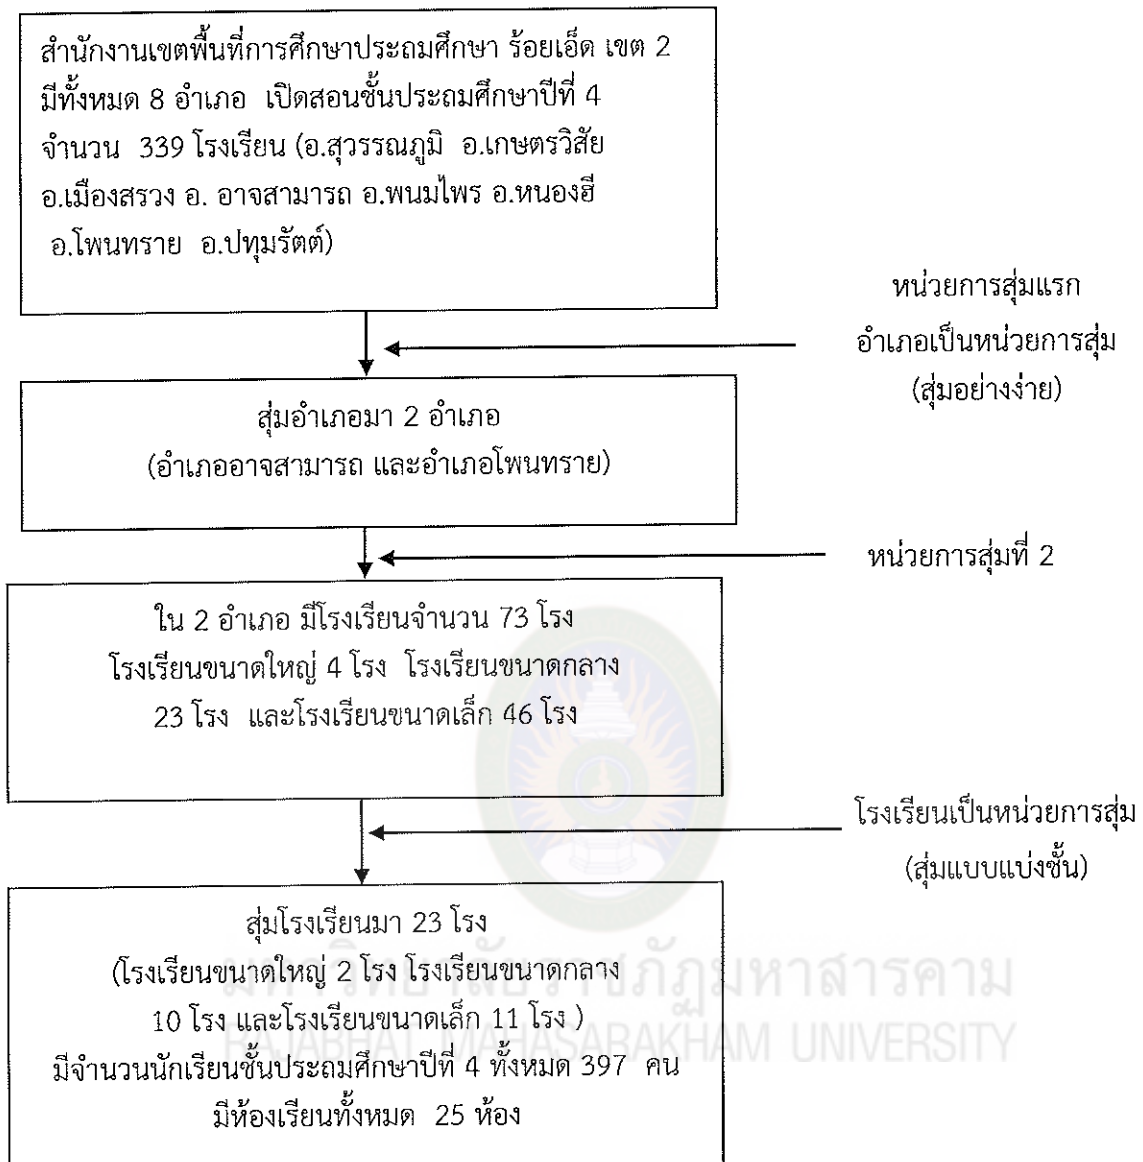 สำนักงานเขตพื้นที่การศึกษาประถมศึกษา ร้อยเอ็ด เขต 2
มีทั้งหมด 8 อำเภอ เปิดสอนชั้นประถมศึกษาปีที่ 4
จำนวน 339 โรงเรียน (อ.สุวรรณภูมิ อ.เกษตรวิสัย
อ.เมืองสรวง อ. อาจสามารถ อ.พนมไพร อ.หนองฮี
อ.โพนทราย อ.ปทุมรัตต์)
หน่วยการสุ่มแรก
อำเภอเป็นหน่วยการสุ่ม
(สุ่มอย่างง่าย)
สุ่มอำเภอมา 2 อำเภอ
(อำเภออาจสามารถ และอำเภอโพนทราย)
หน่วยการสุ่มที่ 2
ใน 2 อำเภอ มีโรงเรียนจำนวน 73 โรง
โรงเรียนขนาดใหญ่ 4 โรง โรงเรียนขนาดกลาง
23 โรง และโรงเรียนขนาดเล็ก 46 โรง
โรงเรียนเป็นหน่วยการสุ่ม
(สุ่มแบบแบ่งชั้น)
สุ่มโรงเรียนมา 23 โรง
(โรงเรียนขนาดใหญ่ 2 โรง โรงเรียนขนาดกลาง
10 โรง และโรงเรียนขนาดเล็ก 11 โรง )
มีจำนวนนักเรียนชั้นประถมศึกษาปีที่ 4 ทั้งหมด 397 คน
มีห้องเรียนทั้งหมด 25 ห้อง
มหาวิทยาลัยราชภัฏมหาสารคาม
RAJABHAT MAHASARAKHAM UNIVERSITY